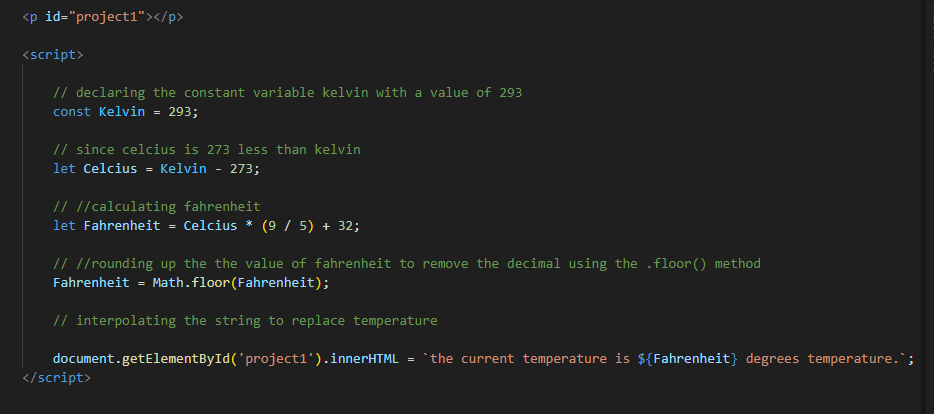 <p id="project1"></p>
<script>
// declaring the constant variable kelvin with a value of 293
const Kelvin = 293;
// since celcius is 273 less than kelvin
let Celcius = Kelvin - 273;
// //calculating fahrenheit
let Fahrenheit = Celcius * (9 / 5) + 32;
// //rounding up the the value of fahrenheit to remove the decimal using the .floor() method
Fahrenheit = Math.floor(Fahrenheit);
// interpolating the string to replace temperature
document.getElementById('project1').innerHTML = `the current temperature is ${Fahrenheit} degrees temperature.`;
</script>